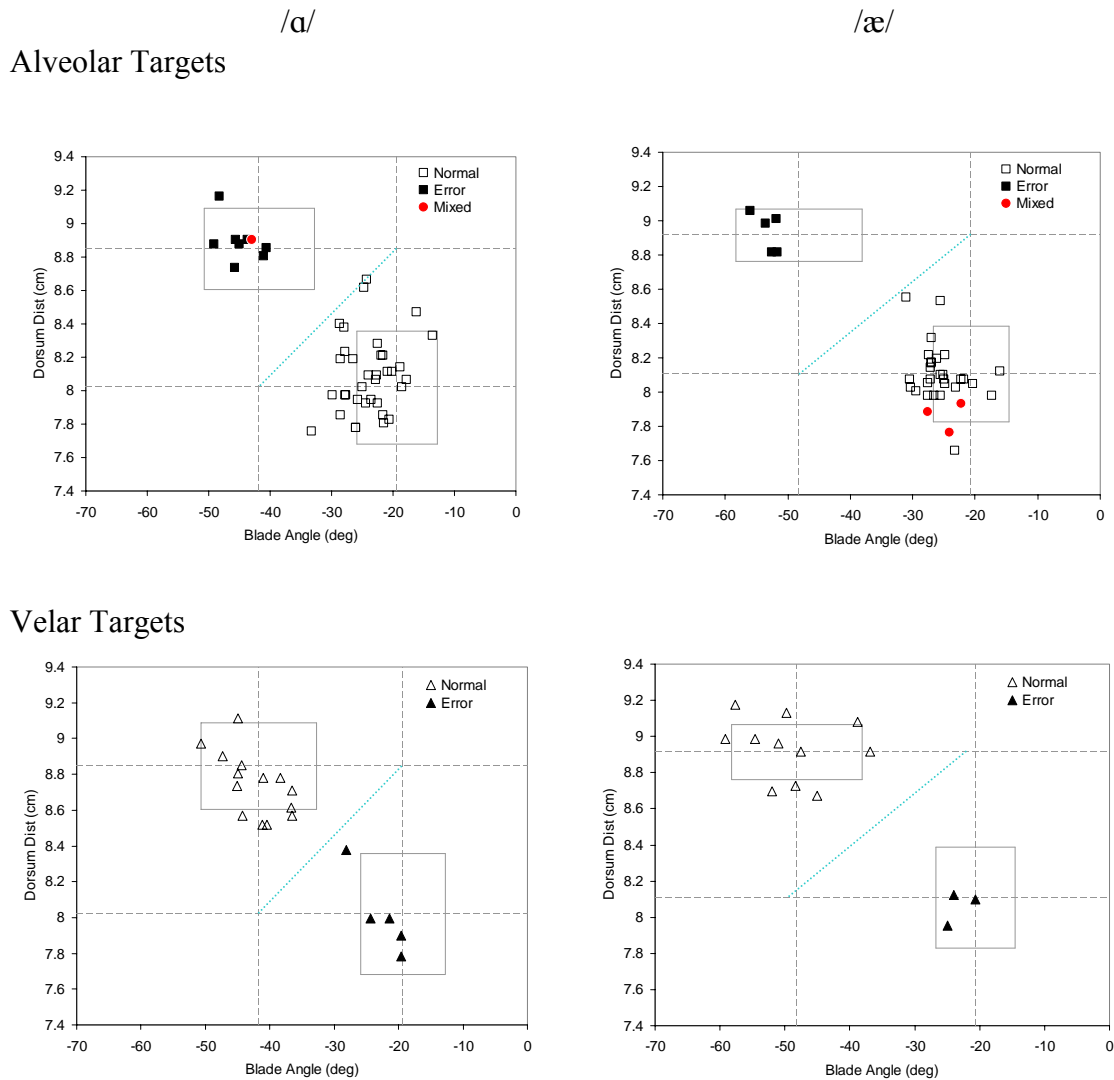 /ɑ/ /æ/
Alveolar Targets
9.4
9.2
9
8.8
8.6
8.4
8.2
8
7.8
7.6
7.4
Dorsum Dist (cm)
Normal
Error
Mixed
-70 -60 -50 -40 -30 -20 -10 0
Blade Angle (deg)
9.4
9.2
9
8.8
8.6
8.4
8.2
8
7.8
7.6
7.4
Dorsum Dist (cm)
Normal
Error
Mixed
-70 -60 -50 -40 -30 -20 -10 0
Blade Angle (deg)
Velar Targets
9.4
9.2
9
8.8
8.6
8.4
8.2
8
7.8
7.6
7.4
Dorsum Dist (cm)
Normal
Error
-70 -60 -50 -40 -30 -20 -10 0
Blade Angle (deg)
9.4
9.2
9
8.8
8.6
8.4
8.2
8
7.8
7.6
7.4
Dorsum Dist (cm)
Normal
Error
-70 -60 -50 -40 -30 -20 -10 0
Blade Angle (deg)